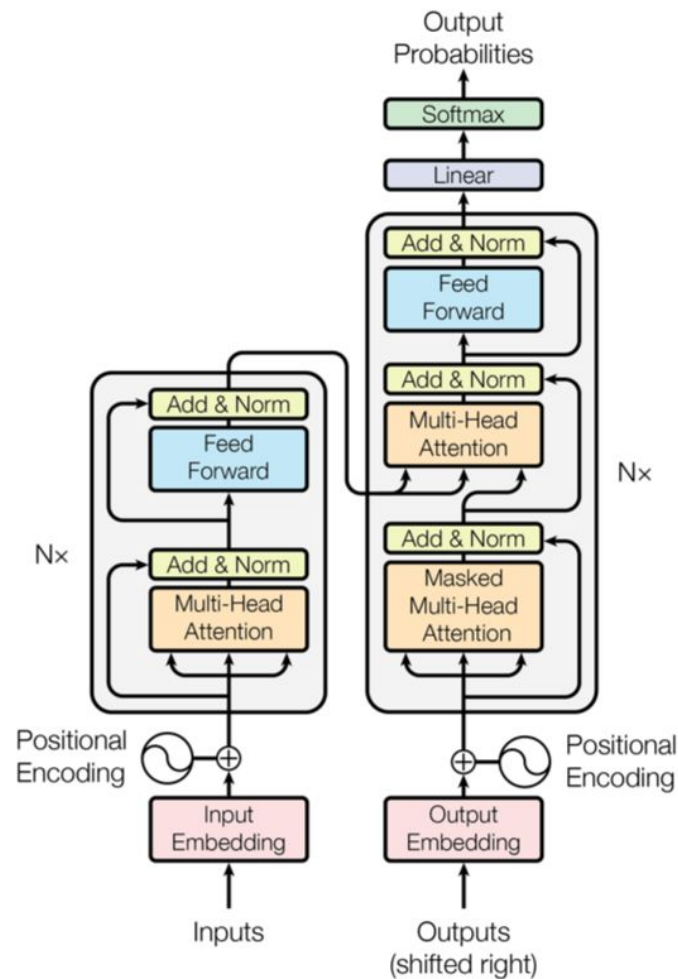 Output
Probabilities
Softmax
Linear
Add & Norm
Feed
Forward
Add & Norm
Multi-Head
Attention
N×
Add & Norm
Masked
Multi-Head
Attention
Add & Norm
Feed
Forward
N×
Add & Norm
Multi-Head
Attention
Positional
Encoding
Positional
Encoding
Input
Embedding
Output
Embedding
Inputs
Outputs
(shifted right)